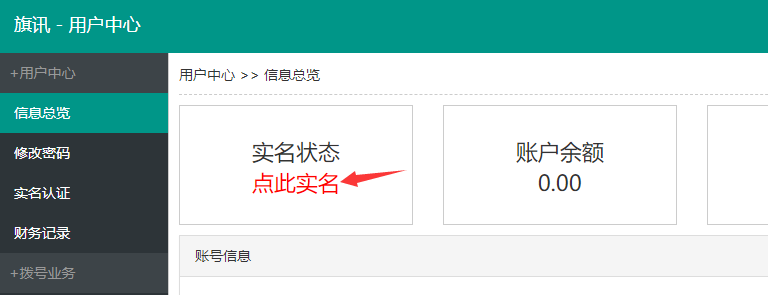 旗讯 - 用户中心
+用户中心
信息总览
修改密码
实名认证
财务记录
+拨号业务
用户中心 >> 信息总览
实名状态
点此实名
账户余额
0.00
账号信息